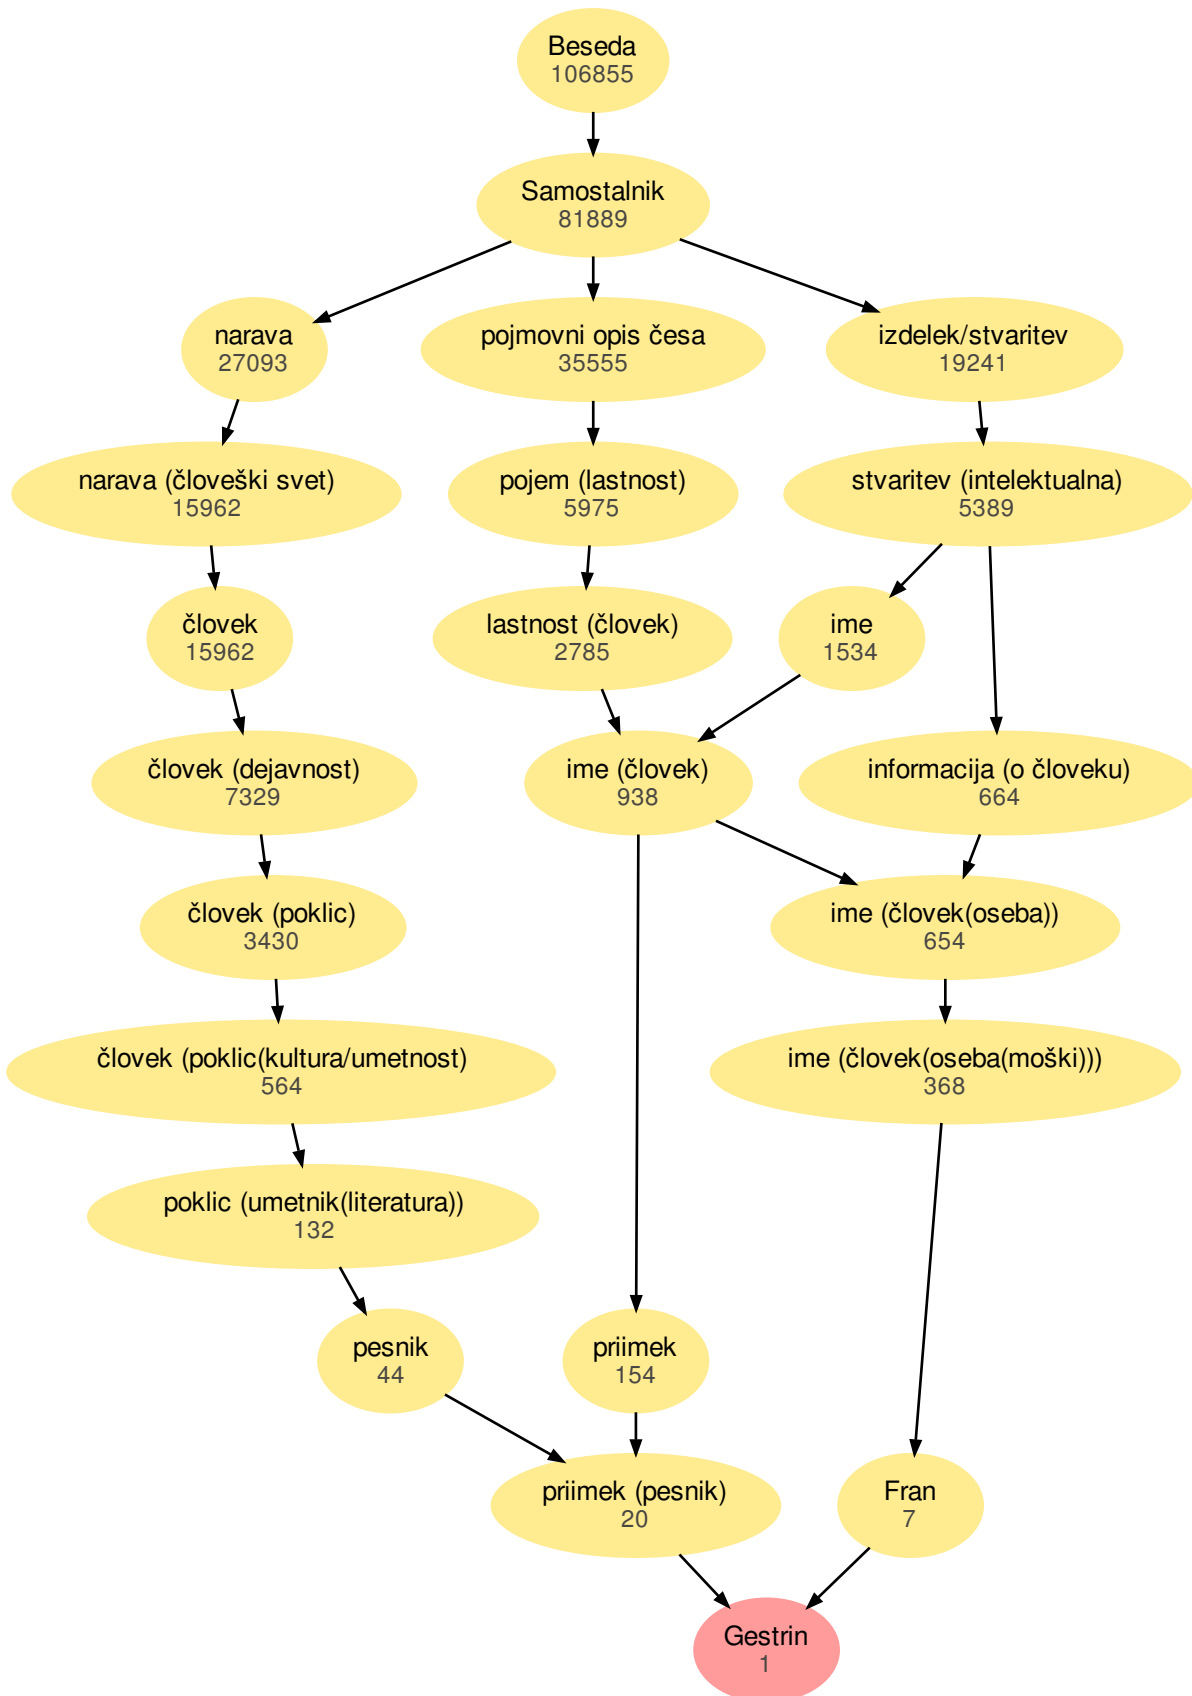 Beseda
106855
Samostalnik
81889
narava
27093
pojmovni opis česa
35555
izdelek/stvaritev
19241
narava (človeški svet)
15962
pojem (lastnost)
5975
stvaritev (intelektualna)
5389
človek
15962
lastnost (človek)
2785
ime
1534
človek (dejavnost)
7329
ime (človek)
938
informacija (o človeku)
664
človek (poklic)
3430
ime (človek(oseba))
654
človek (poklic(kultura/umetnost)
564
ime (človek(oseba(moški)))
368
poklic (umetnik(literatura))
132
pesnik
44
priimek
154
priimek (pesnik)
20
Fran
7
Gestrin
1